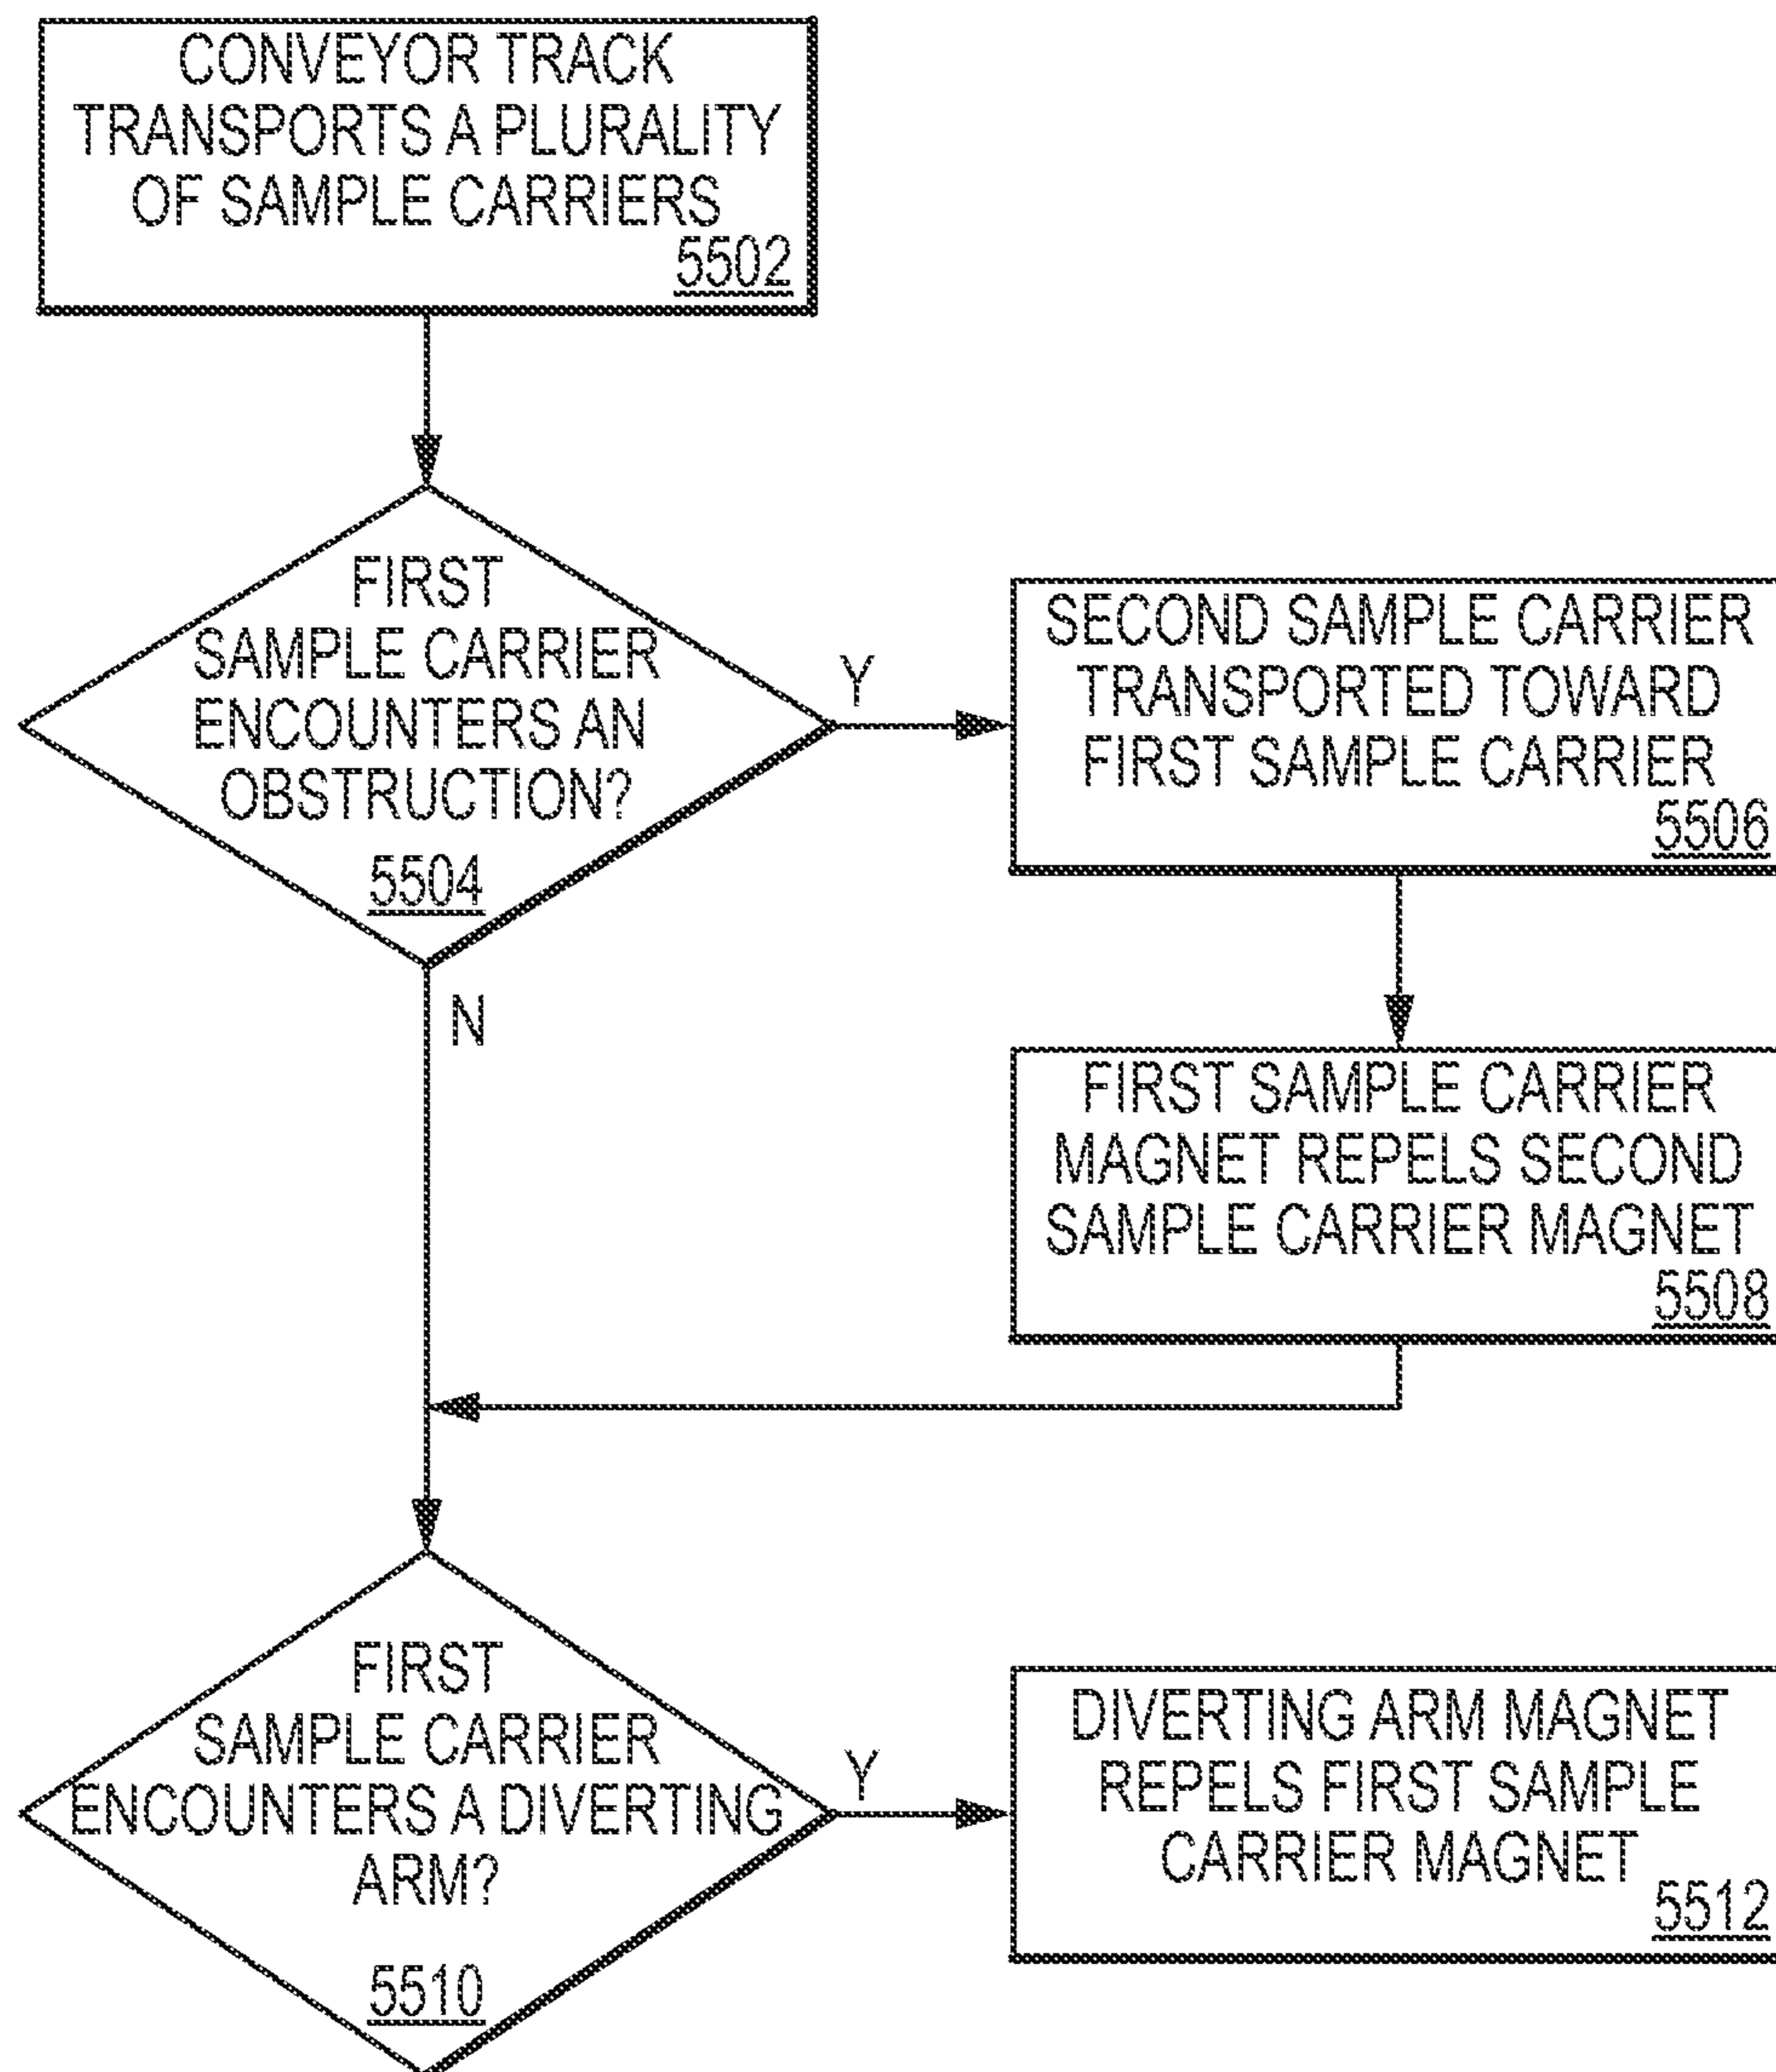 CONVEYOR TRACK
TRANSPORTS A PLURALITY
OF SAMPLE CARRIERS
5502
FIRST
SAMPLE CARRIER
ENCOUNTERS AN
OBSTRUCTION?
5504
Y
N
SECOND SAMPLE CARRIER
TRANSPORTED TOWARD
FIRST SAMPLE CARRIER
5506
FIRST SAMPLE CARRIER
MAGNET REPELS SECOND
SAMPLE CARRIER MAGNET
5508
FIRST
SAMPLE CARRIER
ENCOUNTERS A DIVERTING
ARM?
5510
Y
DIVERTING ARM MAGNET
REPELS FIRST SAMPLE
CARRIER MAGNET
5512